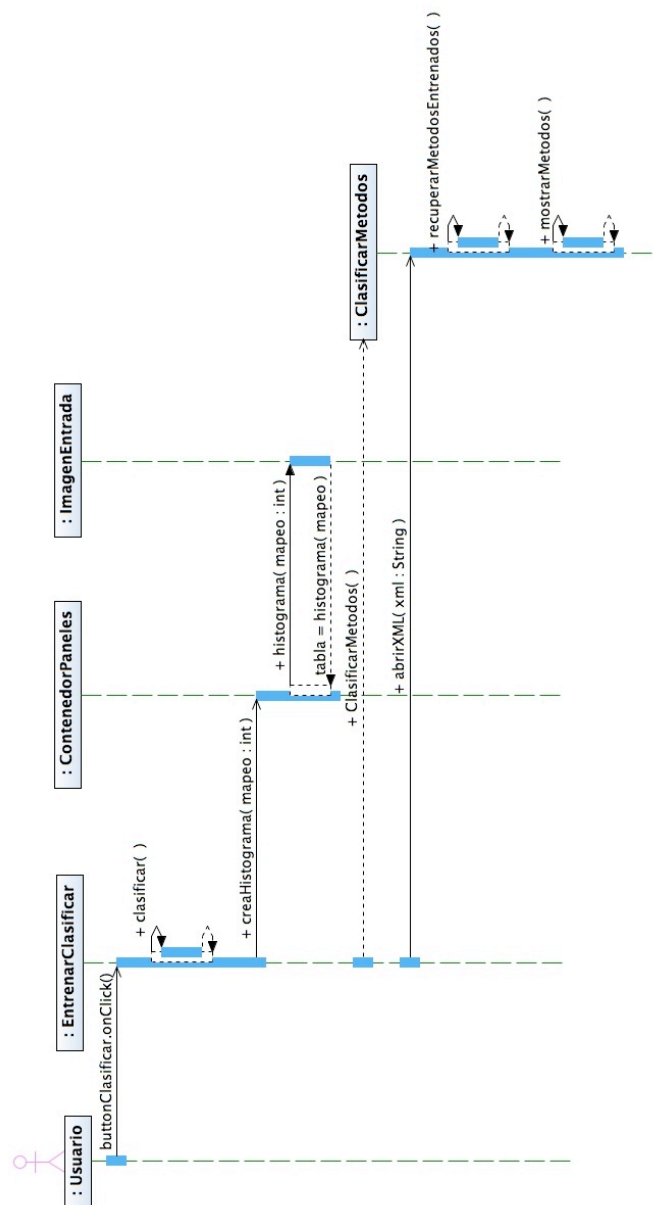 : Usuario
: EntrenarClasificar
: ContenedorPaneles
: ImagenEntrada
: ClasificarMetodos
buttonClasificar.onClick()
+ clasificar( )
+ creaHistograma( mapeo : int )
+ histograma( mapeo : int )
tabla = histograma( mapeo )
+ ClasificarMetodos( )
+ abrirXML( xml : String )
+ recuperarMetodosEntrenados( )
+ mostrarMetodos( )